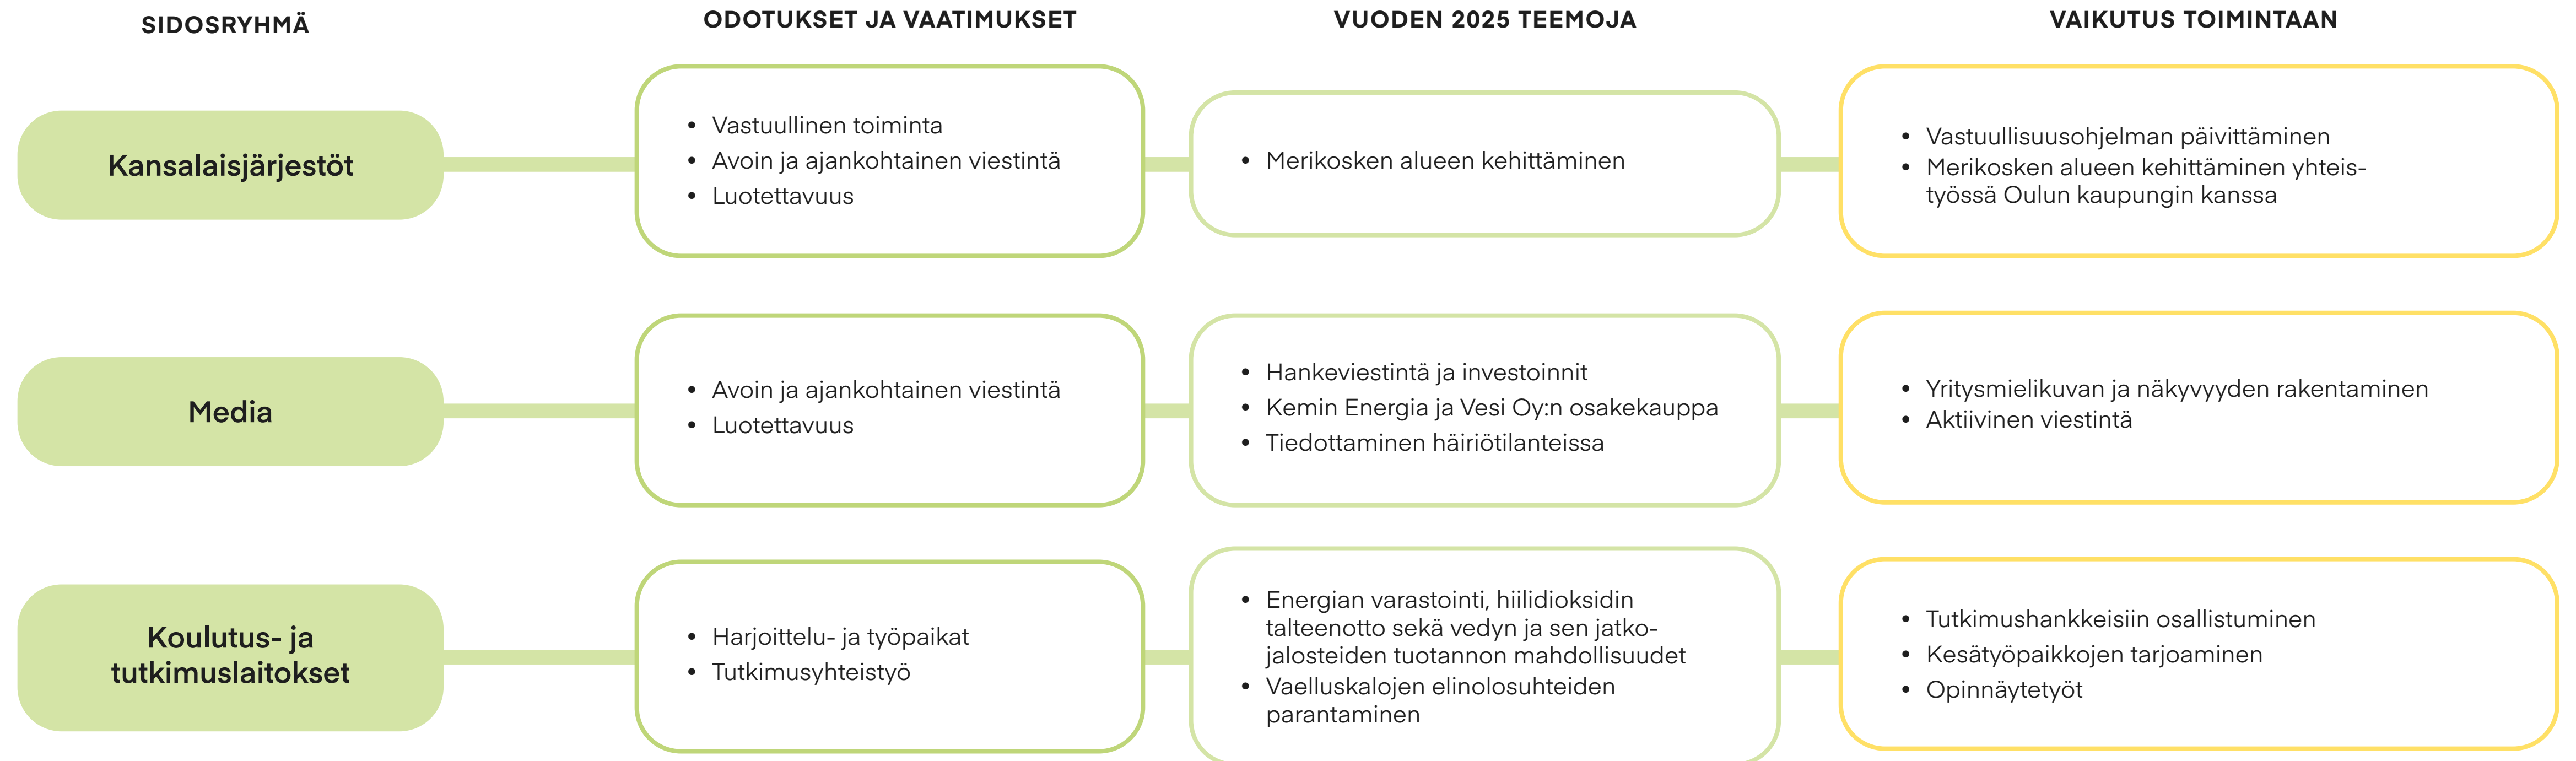 SIDOSRYHMÄ
ODOTUKSET JA VAATIMUKSET
VUODEN 2025 TEEMOJA
VAIKUTUS TOIMINTAAN
Kansalaisjärjestöt
• Vastuullinen toiminta
• Avoin ja ajankohtainen viestintä
• Luotettavuus
• Merikosken alueen kehittäminen
• Vastuullisuusohjelman päivittäminen
• Merikosken alueen kehittäminen yhteis-
työssä Oulun kaupungin kanssa
Media
• Avoin ja ajankohtainen viestintä
• Luotettavuus
• Hankeviestintä ja investoinnit
• Kemin Energia ja Vesi Oy:n osakekauppa
• Tiedottaminen häiriötilanteissa
• Yritysmielikuvan ja näkyvyyden rakentaminen
• Aktiivinen viestintä
Koulutus- ja
tutkimuslaitokset
• Harjoittelu- ja työpaikat
• Tutkimusyhteistyö
• Energian varastointi, hiilidioksidin
talteenotto sekä vedyn ja sen jatko-
jalosteiden tuotannon mahdollisuudet
• Vaelluskalojen elinolosuhteiden
parantaminen
• Tutkimushankkeisiin osallistuminen
• Kesätyöpaikkojen tarjoaminen
• Opinnäytetyöt